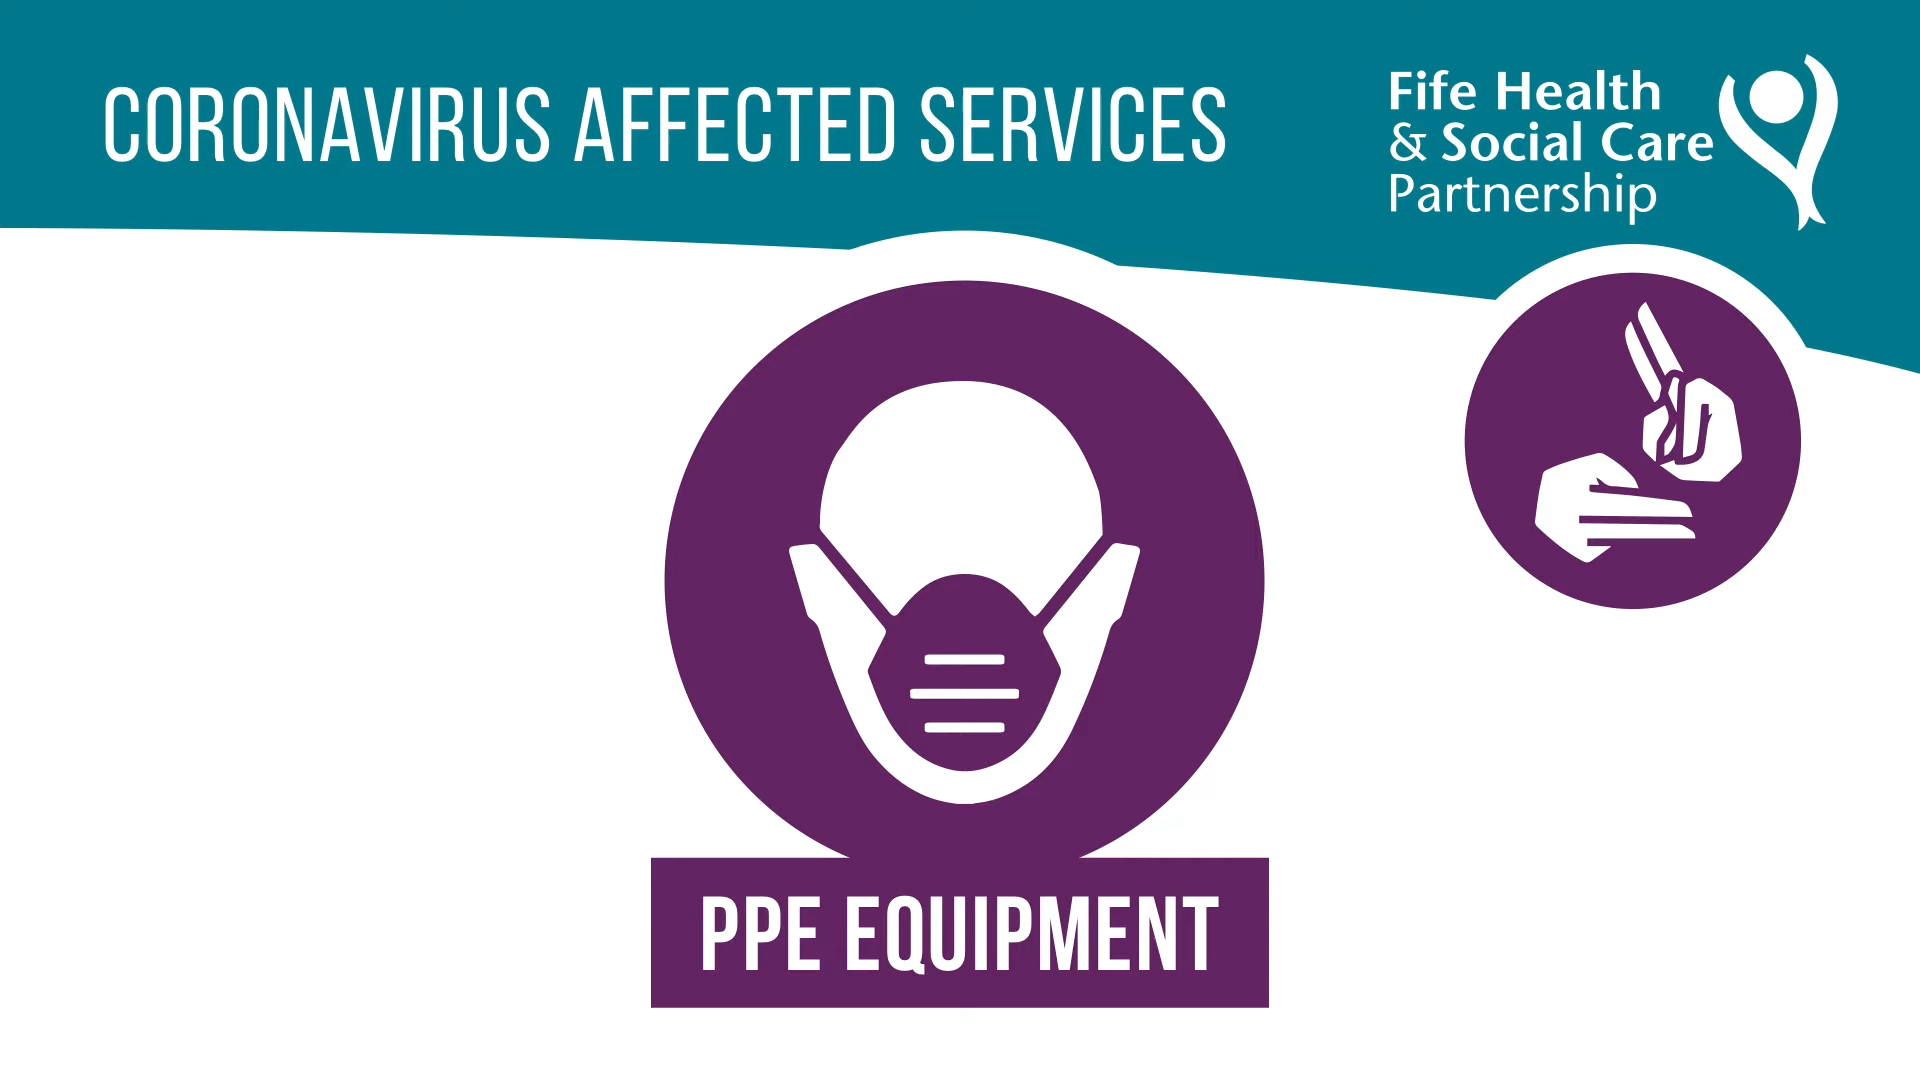 CORONAVIRUS AFFECTED SERVICES
Fife Health
& Social Care
Partnership
PPE EQUIPMENT